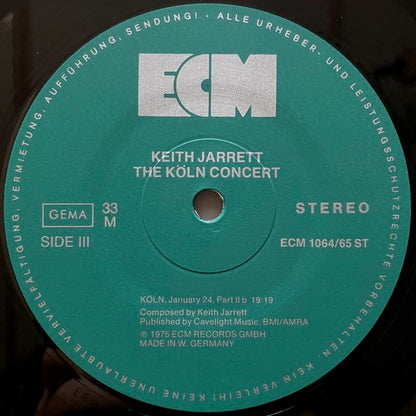 ALLE URHEBER- UND LEISTUNGSSCHUTZRECHTE VORBEHALTEN. KEIN VERLEIH! KEINE UNERLAUBTE VERVIELFÄLTIGUNG, VERMIETUNG, AUFFÜHRUNG, SENDUNG! ·
ECM
KEITH JARRETT
THE KÖLN CONCERT
GEMA
33
M
STEREO
SIDE III
ECM 1064/65 ST
KÖLN, January 24, Part II b 19:19
Composed by Keith Jarrett
Published by Cavelight Music, BMI/AMRA
℗ 1975 ECM RECORDS GMBH
MADE IN W. GERMANY